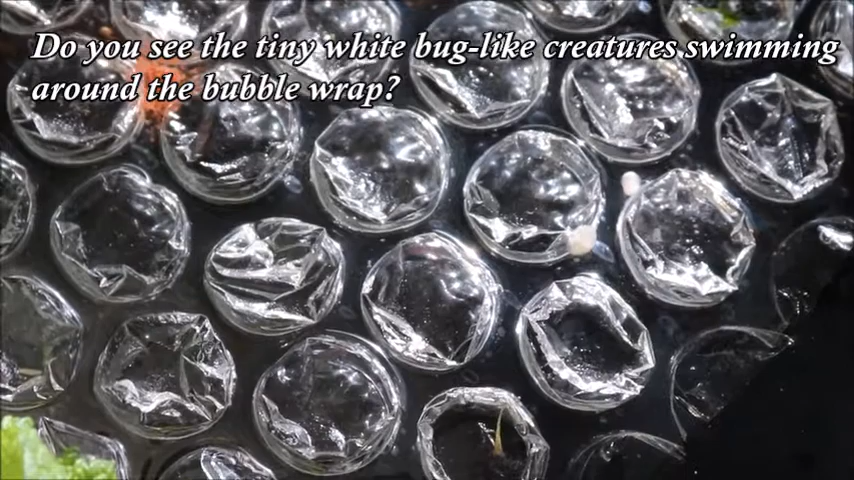 Do you see the tiny white bug-like creatures swimming
around the bubble wrap?